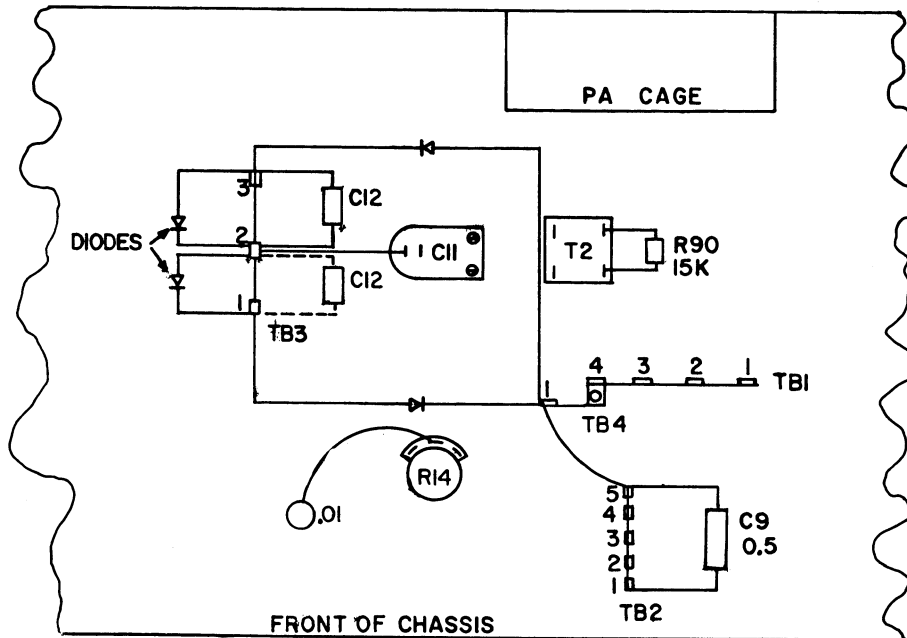 PA CAGE
3
C12
DIODES
2
C11
T2
R90
15K
C12
1
TB3
4 3 2 1 TB1
1
TB4
R14
.01
5
4
3
2
1
C9
0.5
TB2
FRONT OF CHASSIS